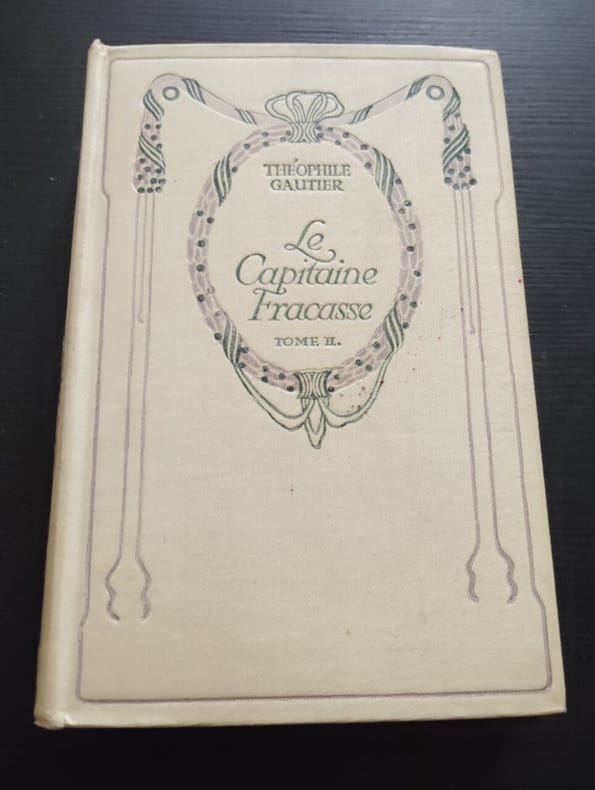 THÉOPHILE
GAUTIER
Le
Capitaine
Fracasse
TOME II.